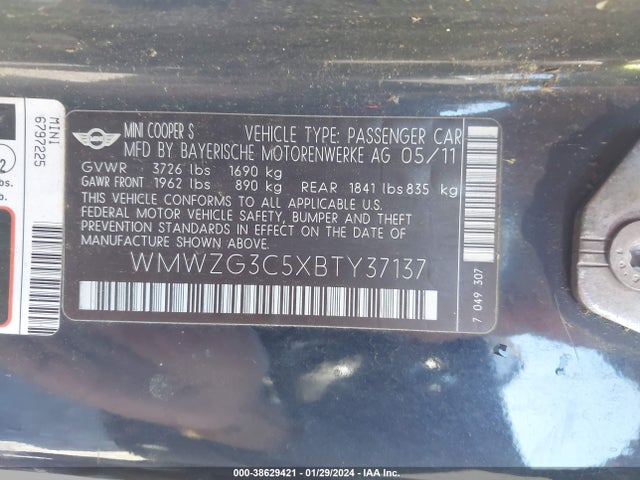 MINI COOPER S VEHICLE TYPE: PASSENGER CAR
MFD BY BAYERISCHE MOTORENWERKE AG 05/11
GVWR 3726 lbs 1690 kg
GAWR FRONT 1962 lbs 890 kg REAR 1841 lbs 835 kg
THIS VEHICLE CONFORMS TO ALL APPLICABLE U.S.
FEDERAL MOTOR VEHICLE SAFETY, BUMPER AND THEFT
PREVENTION STANDARDS IN EFFECT ON THE DATE OF
MANUFACTURE SHOWN ABOVE.
WMWZG3C5XBTY37137
7 049 307
MINI
6797225
2
lbs.
000-38629421 - 01/29/2024 - IAA Inc.